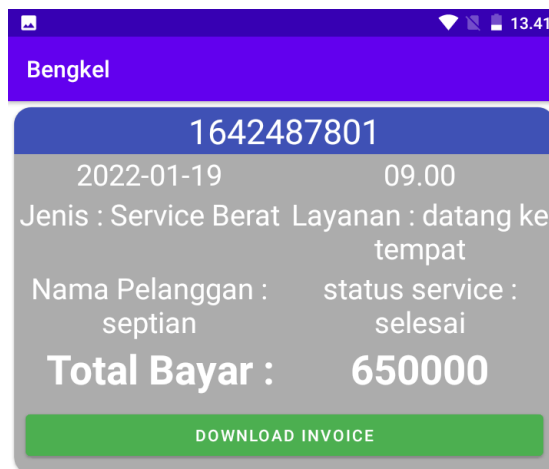 13.41
Bengkel
1642487801
2022-01-19 09.00
Jenis : Service Berat Layanan : datang ke
tempat
Nama Pelanggan : status service :
septian selesai
Total Bayar : 650000
DOWNLOAD INVOICE